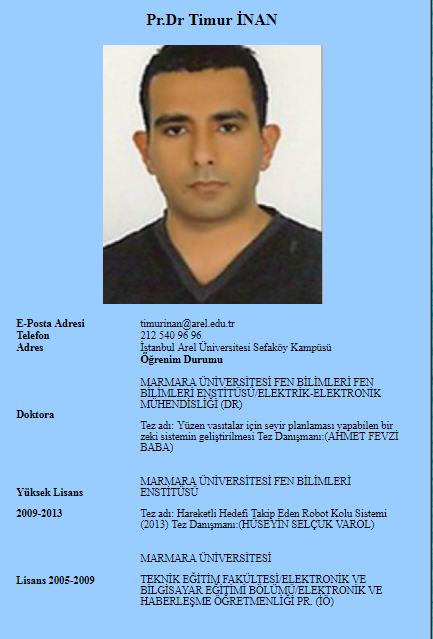 Pr.Dr Timur İNAN
E-Posta Adresi timurinan@arel.edu.tr
Telefon 212 540 96 96
Adres İstanbul Arel Üniversitesi Sefaköy Kampüsü
Öğrenim Durumu
MARMARA ÜNİVERSİTESİ FEN BİLİMLERİ FEN
BİLİMLERİ ENSTİTÜSÜ/ELEKTRİK-ELEKTRONİK
MÜHENDİSLİĞİ (DR)
Doktora
Tez adı: Yüzen vasıtalar için seyir planlaması yapabilen bir
zeki sistemin geliştirilmesi Tez Danışmanı:(AHMET FEVZİ
BABA)
MARMARA ÜNİVERSİTESİ FEN BİLİMLERİ
Yüksek Lisans ENSTİTÜSÜ
2009-2013 Tez adı: Hareketli Hedefi Takip Eden Robot Kolu Sistemi
(2013) Tez Danışmanı:(HÜSEYİN SELÇUK VAROL)
MARMARA ÜNİVERSİTESİ
Lisans 2005-2009 TEKNİK EĞİTİM FAKÜLTESİ/ELEKTRONİK VE
BİLGİSAYAR EĞİTİMİ BÖLÜMÜ/ELEKTRONİK VE
HABERLEŞME ÖĞRETMENLİĞİ PR. (İÖ)